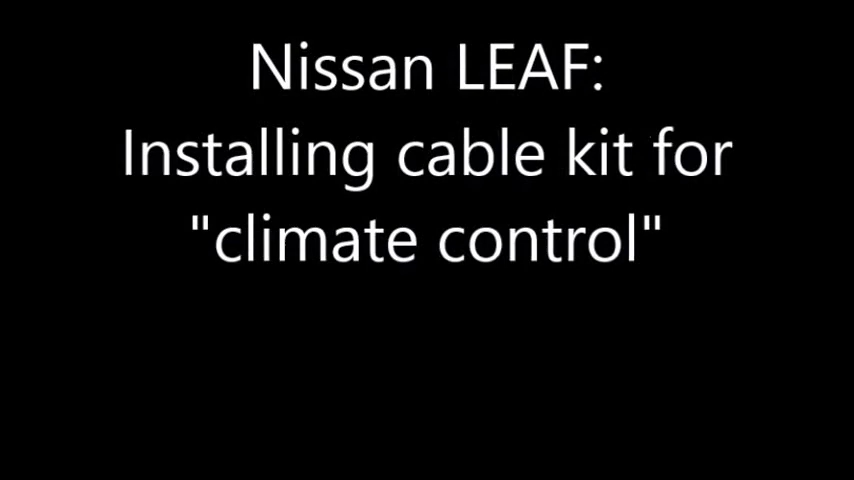 Nissan LEAF:
Installing cable kit for
"climate control"